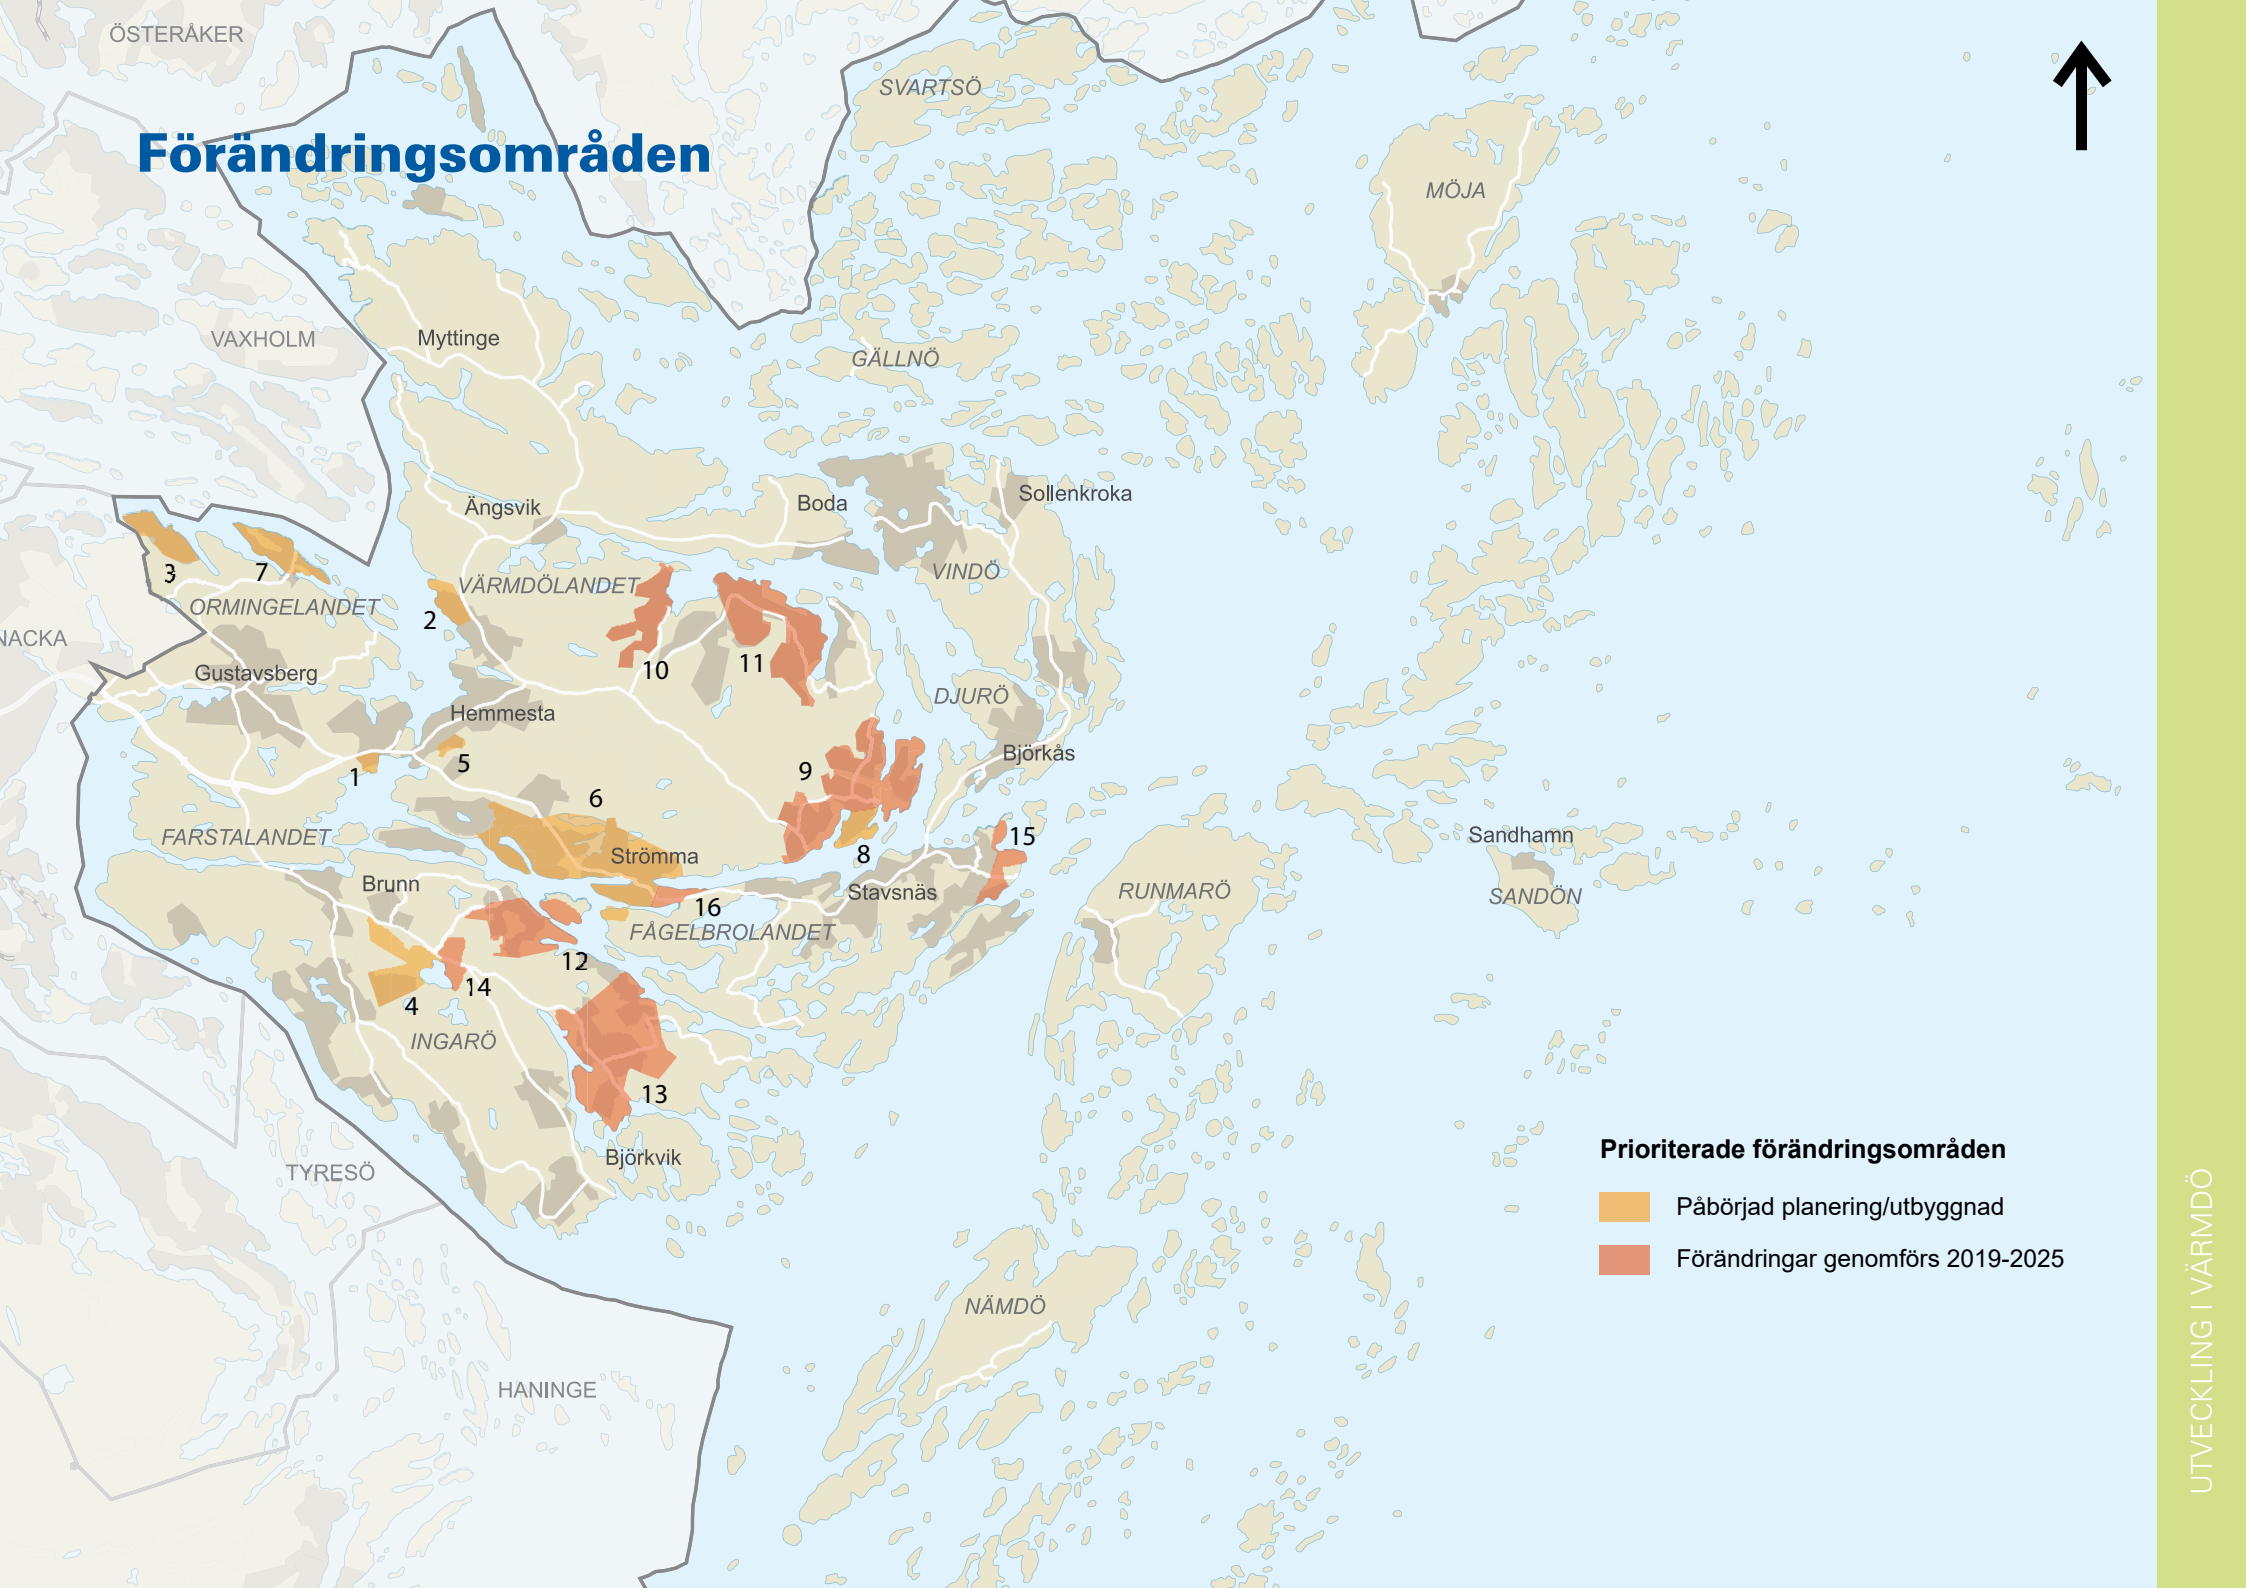 ÖSTERÅKER
SVARTSÖ
Förändringsområden
MÖJA
VAXHOLM
Myttinge
GÄLLNÖ
Ängsvik
Boda
Sollenkroka
3
7
VÄRMDÖLANDET
VINDÖ
ORMINGELANDET
2
NACKA
Gustavsberg
10
11
DJURÖ
Hemmesta
Björkås
1
5
9
6
FARSTALANDET
Strömma
8
15
Sandhamn
Brunn
16
Stavsnäs
RUNMARÖ
SANDÖN
FÅGELBROLANDET
12
14
4
INGARÖ
13
Björkvik
TYRESÖ
Prioriterade förändringsområden
Påbörjad planering/utbyggnad
Förändringar genomförs 2019-2025
NÄMDÖ
HANINGE
UTVECKLING I VÄRMDÖ